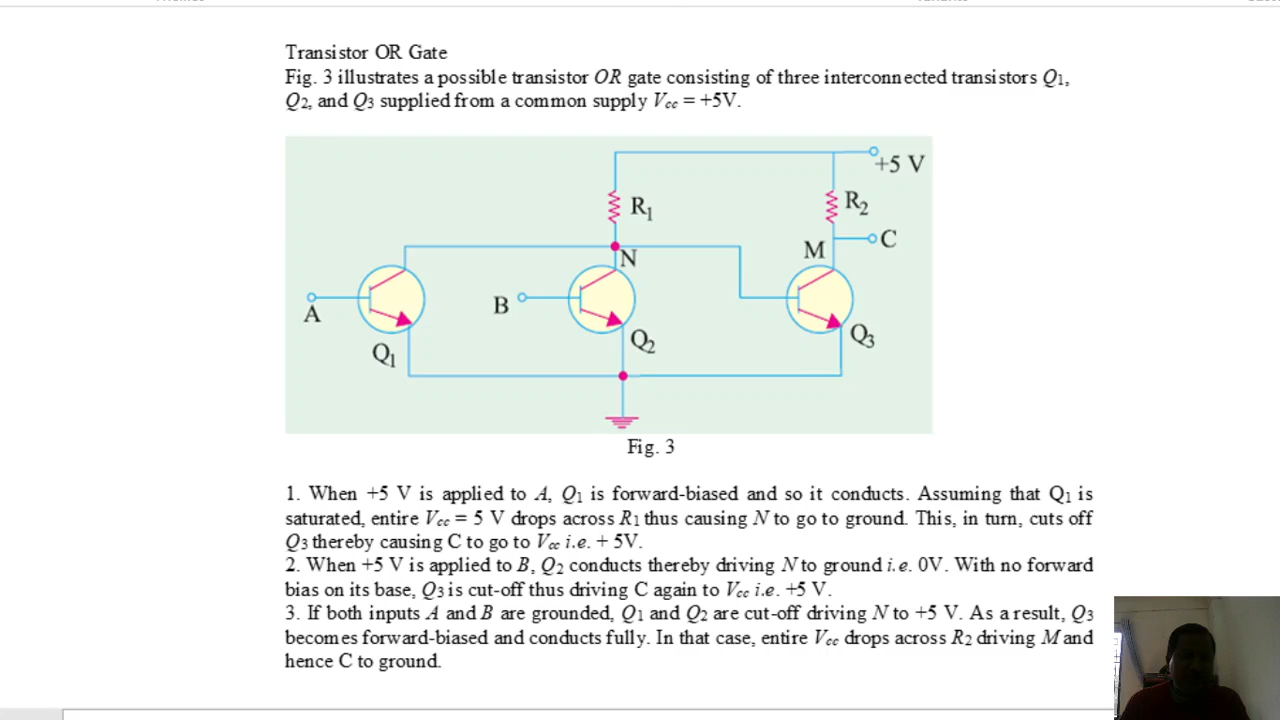 Transistor OR Gate
Fig. 3 illustrates a possible transistor OR gate consisting of three interconnected transistors Q1,
Q2, and Q3 supplied from a common supply Vcc = +5V.
+5 V
R1
R2
C
M
N
A
B
Q1
Q2
Q3
Fig. 3
1. When +5 V is applied to A, Q1 is forward-biased and so it conducts. Assuming that Q1 is
saturated, entire Vcc = 5 V drops across R1 thus causing N to go to ground. This, in turn, cuts off
Q3 thereby causing C to go to Vcc i.e. + 5V.
2. When +5 V is applied to B, Q2 conducts thereby driving N to ground i.e. 0V. With no forward
bias on its base, Q3 is cut-off thus driving C again to Vcc i.e. +5 V.
3. If both inputs A and B are grounded, Q1 and Q2 are cut-off driving N to +5 V. As a result, Q3
becomes forward-biased and conducts fully. In that case, entire Vcc drops across R2 driving M and
hence C to ground.